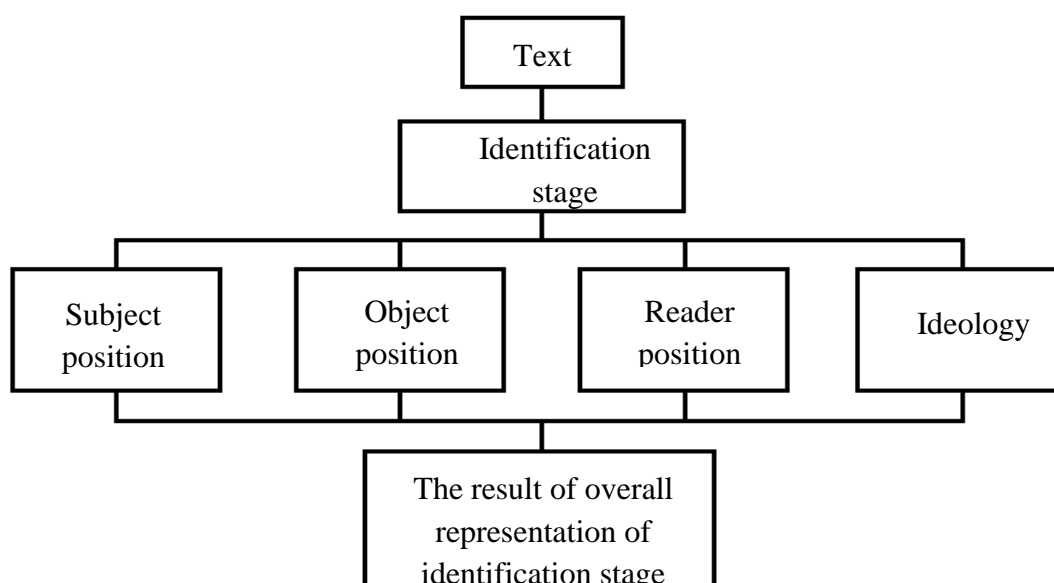 Text
Identification
stage
Subject
position
Object
position
Reader
position
Ideology
The result of overall
representation of
identification stage